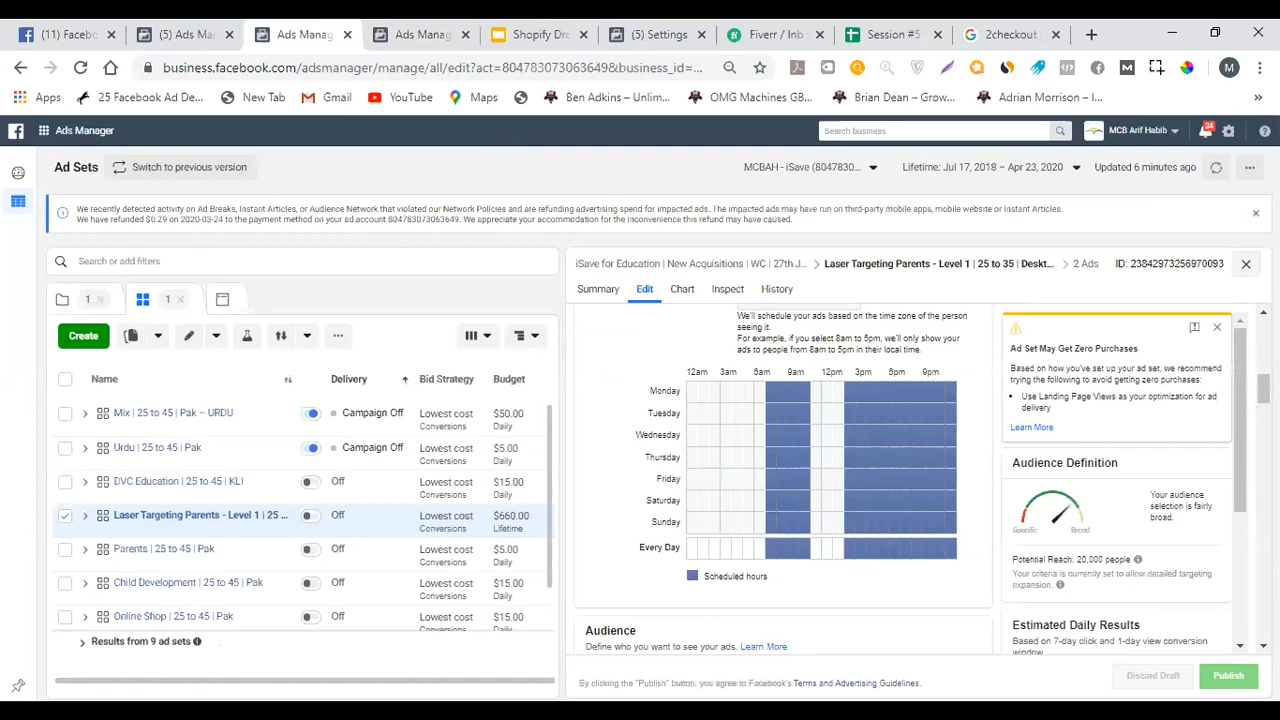 (11) Faceb
(5) Ads Ma
Ads Manag
Ads Manag
Shopify Dro
(5) Settings
Fiverr / Inb
Session #5
2checkout a
business.facebook.com/adsmanager/manage/all/edit?act=804783073063649&business_id=...
M
Apps
25 Facebook Ad De...
New Tab
Gmail
YouTube
Maps
Ben Adkins – Unlim...
OMG Machines GB...
Brian Dean – Grow...
Adrian Morrison – I...
Ads Manager
Search business
MCB Arif Habib
Ad Sets
Switch to previous version
MCBAH - iSave (8047830...
Lifetime: Jul 17, 2018 – Apr 23, 2020
Updated 6 minutes ago
We recently detected activity on Ad Breaks, Instant Articles, or Audience Network that violated our Network Policies and are refunding advertising spend for impacted ads. The impacted ads may have run on third-party mobile apps, mobile website or Instant Articles.
We have refunded $0.29 on 2020-03-24 to the payment method on your ad account 804783073063649. We appreciate your accommodation for the inconvenience this refund may have caused.
Search or add filters
1
1
Create
Name
Delivery
Bid Strategy
Budget
Mix | 25 to 45 | Pak – URDU
Campaign Off
Lowest cost
Conversions
$50.00
Daily
Urdu | 25 to 45 | Pak
Campaign Off
Lowest cost
Conversions
$5.00
Daily
DVC Education | 25 to 45 | KLI
Off
Lowest cost
Conversions
$15.00
Daily
Laser Targeting Parents - Level 1 | 25 ...
Off
Lowest cost
Conversions
$660.00
Lifetime
Parents | 25 to 45 | Pak
Off
Lowest cost
Conversions
$5.00
Daily
Child Development | 25 to 45 | Pak
Off
Lowest cost
Conversions
$15.00
Daily
Online Shop | 25 to 45 | Pak
Off
Lowest cost
Conversions
$15.00
Daily
Results from 9 ad sets
iSave for Education | New Acquisitions | WC | 27th J...
Laser Targeting Parents - Level 1 | 25 to 35 | Deskt...
2 Ads
ID: 23842973256970093
Summary
Edit
Chart
Inspect
History
We'll schedule your ads based on the time zone of the person
seeing it.
For example, if you select 8am to 5pm, we'll only show your
ads to people from 8am to 5pm in their local time.
12am 3am 6am 9am 12pm 3pm 6pm 9pm
Monday
Tuesday
Wednesday
Thursday
Friday
Saturday
Sunday
Every Day
Scheduled hours
Audience
Define who you want to see your ads. Learn More
Ad Set May Get Zero Purchases
Based on how you've set up your ad set, we recommend
trying the following to avoid getting zero purchases:
• Use Landing Page Views as your optimization for ad
delivery
Learn More
Audience Definition
Specific
Broad
Your audience
selection is fairly
broad.
Potential Reach: 20,000 people
Your criteria is currently set to allow detailed targeting
expansion.
Estimated Daily Results
Based on 7-day click and 1-day view conversion
window
By clicking the "Publish" button, you agree to Facebook's Terms and Advertising Guidelines.
Discard Draft
Publish